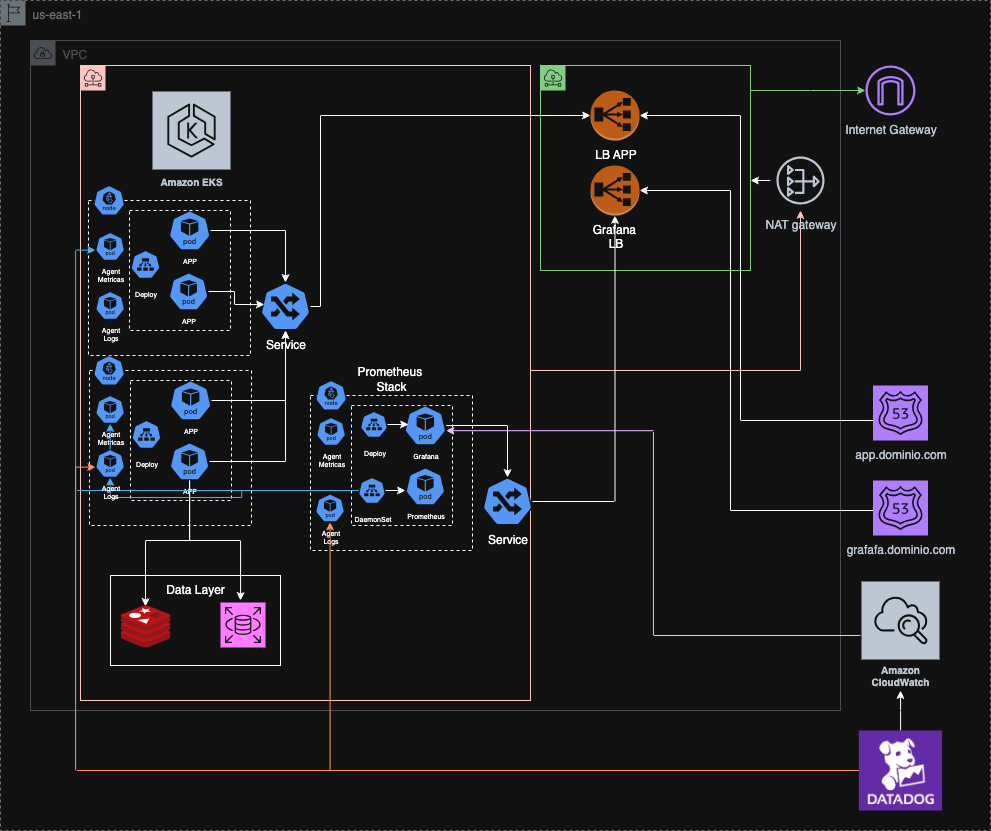 us-east-1
VPC
Amazon EKS
LB APP
Grafana
LB
Internet Gateway
NAT gateway
node
pod
APP
pod
Agent
Metricas
Deploy
pod
APP
pod
Agent
Logs
Service
node
pod
APP
pod
Agent
Metricas
Deploy
pod
APP
pod
Agent
Logs
Prometheus
Stack
node
pod
Agent
Metricas
Deploy
pod
Grafana
DaemonSet
pod
Prometheus
pod
Agent
Logs
Service
Data Layer
53
app.dominio.com
53
grafafa.dominio.com
Amazon
CloudWatch
DATADOG